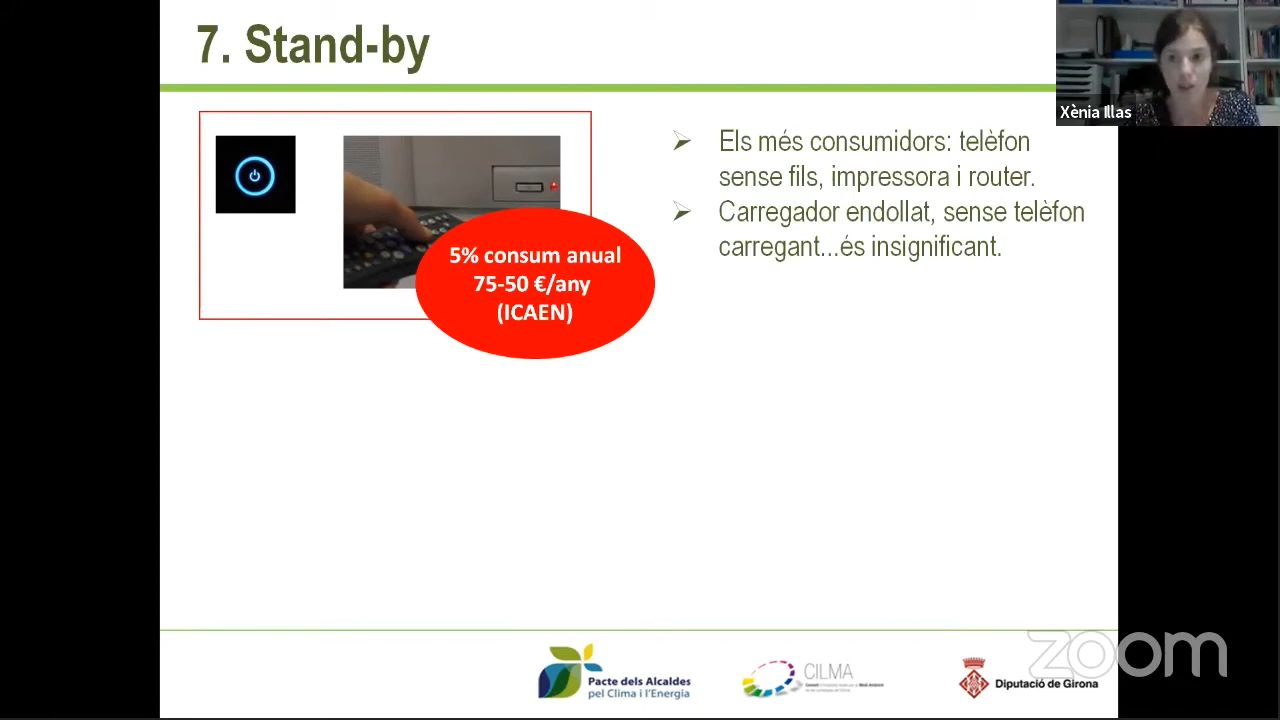 7. Stand-by
Xènia Illas
Els més consumidors: telèfon
sense fils, impressora i router.
Carregador endollat, sense telèfon
carregant...és insignificant.
5% consum anual
75-50 €/any
(ICAEN)
Pacte dels Alcaldes
pel Clima i l'Energia
CILMA
Diputació de Girona
zoom